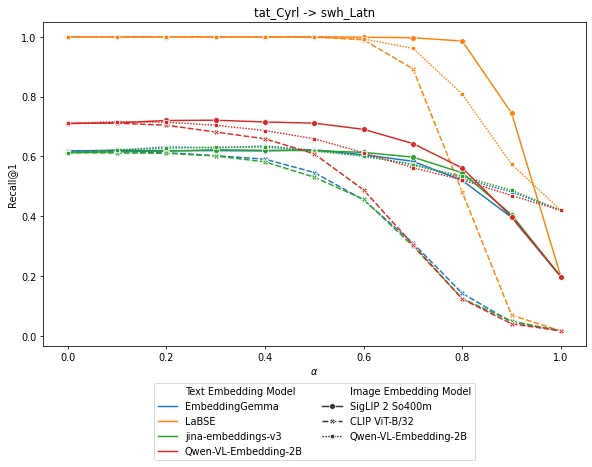 tat_Cyrl -> swh_Latn
Recall@1
1.0
0.8
0.6
0.4
0.2
0.0
0.0 0.2 0.4 0.6 0.8 1.0
α
Text Embedding Model
EmbeddingGemma
LaBSE
jina-embeddings-v3
Qwen-VL-Embedding-2B
Image Embedding Model
SigLIP 2 So400m
CLIP ViT-B/32
Qwen-VL-Embedding-2B